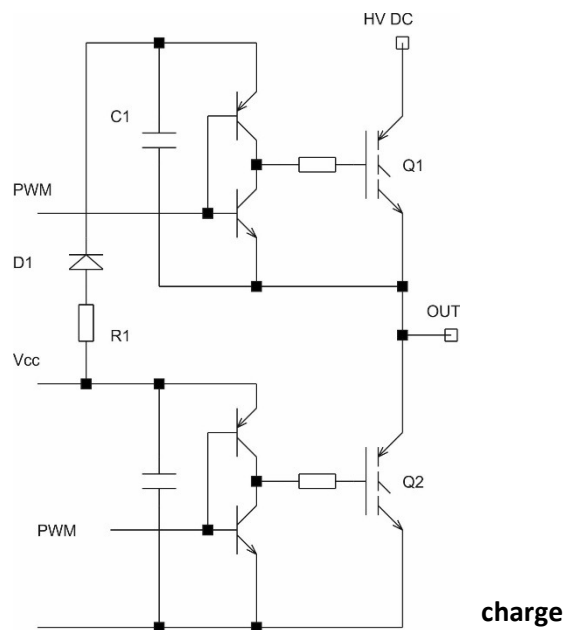 HV DC
C1
Q1
PWM
D1
OUT
R1
Vcc
Q2
PWM
charge